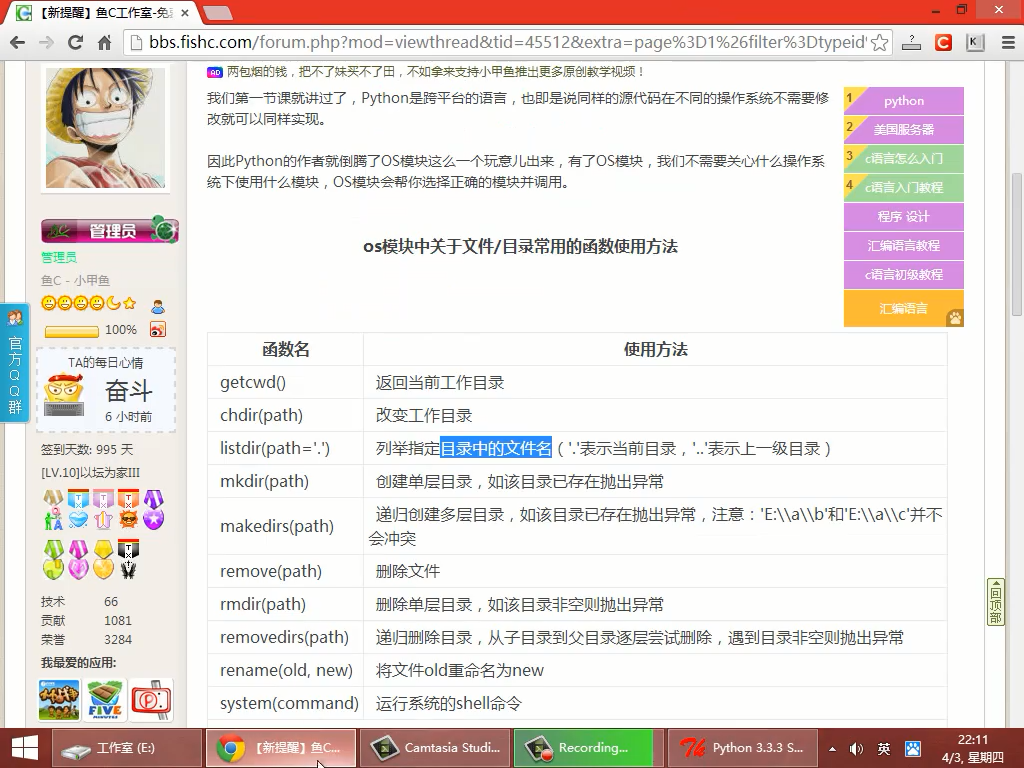 【新提醒】鱼C工作室-免
bbs.fishc.com/forum.php?mod=viewthread&tid=45512&extra=page%3D1%26filter%3Dtypeid
AD 两包烟的钱，把不了妹买不了田，不如拿来支持小甲鱼推出更多原创教学视频！
我们第一节课就讲过了，Python是跨平台的语言，也即是说同样的源代码在不同的操作系统不需要修
改就可以同样实现。
因此Python的作者就倒腾了OS模块这么一个玩意儿出来，有了OS模块，我们不需要关心什么操作系
统下使用什么模块，OS模块会帮你选择正确的模块并调用。
1 python
2 美国服务器
3 c语言怎么入门
4 c语言入门教程
程序 设计
汇编语言教程
c语言初级教程
汇编语言
管理员
管理员
鱼C - 小甲鱼
100%
TA的每日心情
奋斗
6 小时前
签到天数: 995 天
[LV.10]以坛为家III
技术 66
贡献 1081
荣誉 3284
我最爱的应用:
FIVE
MINUTES
官方QQ群
os模块中关于文件/目录常用的函数使用方法
函数名 使用方法
getcwd() 返回当前工作目录
chdir(path) 改变工作目录
listdir(path='.') 列举指定目录中的文件名（'.'表示当前目录，'..'表示上一级目录）
mkdir(path) 创建单层目录，如该目录已存在抛出异常
makedirs(path) 递归创建多层目录，如该目录已存在抛出异常，注意：'E:\\a\\b'和'E:\\a\\c'并不
会冲突
remove(path) 删除文件
rmdir(path) 删除单层目录，如该目录非空则抛出异常
removedirs(path) 递归删除目录，从子目录到父目录逐层尝试删除，遇到目录非空则抛出异常
rename(old, new) 将文件old重命名为new
system(command) 运行系统的shell命令
回顶部
工作室 (E:)
【新提醒】鱼C...
Camtasia Studi...
Recording...
Python 3.3.3 S...
英
22:11
4/3, 星期四